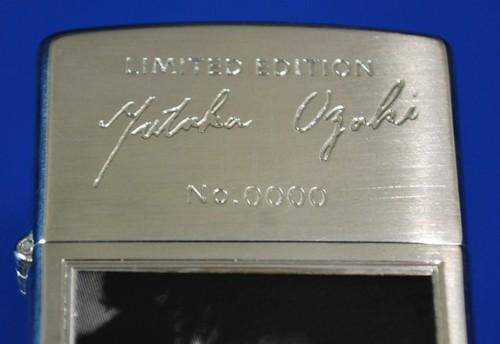 LIMITED EDITION
Yutaka Ozaki
No.0000